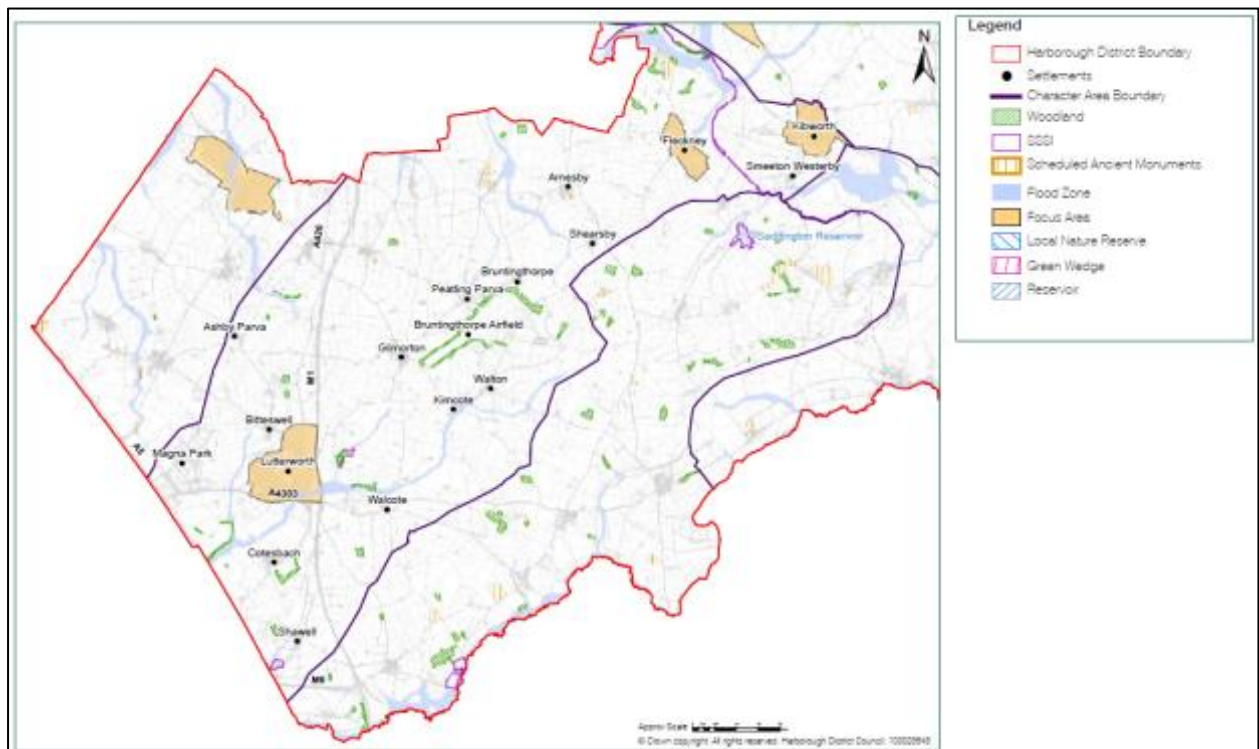 Legend
Harborough District Boundary
Settlements
Character Area Boundary
Woodland
SSSI
Scheduled Ancient Monuments
Flood Zone
Focus Area
Local Nature Reserve
Green Wedge
Reservoir
N
Kibworth
Fleckney
Smeeton Westerby
Arnesby
Saddington Reservoir
Shearsby
A426
Bruntingthorpe
Peatling Parva
Bruntingthorpe Airfield
Ashby Parva
Gilmorton
M1
Walton
Kimcote
Bitteswell
A5
Magna Park
Lutterworth
A4303
Walcote
Cotesbach
Shawell
M6
Approx Scale
© Crown copyright. All rights reserved. Harborough District Council.